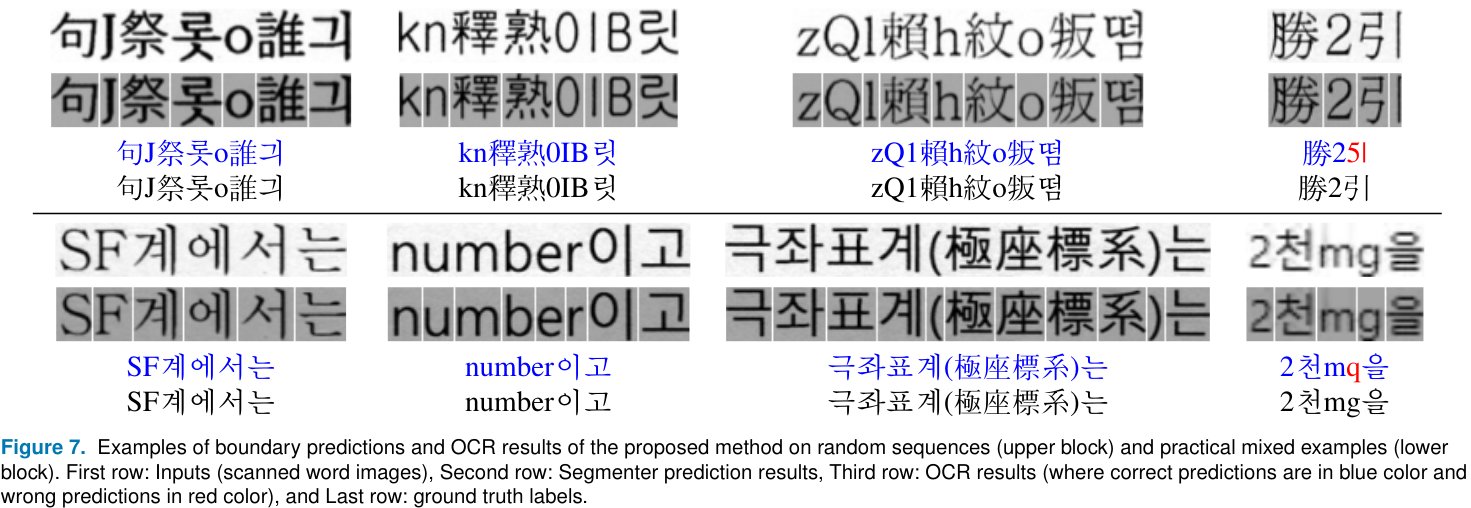 句J祭롯o誰긔 kn釋熟0IB릿 zQl賴h紋o叛떰 勝2引
句J祭롯o誰긔 kn釋熟0IB릿 zQl賴h紋o叛떰 勝2引
句J祭롯o誰긔 kn釋熟0IB릿 zQ1賴h紋o叛떰 勝25l
句J祭롯o誰긔 kn釋熟0IB릿 zQ1賴h紋o叛떰 勝2引
SF계에서는 number이고 극좌표계(極座標系)는 2천mg을
SF계에서는 number이고 극좌표계(極座標系)는 2천mg을
SF계에서는 number이고 극좌표계(極座標系)는 2천mq을
SF계에서는 number이고 극좌표계(極座標系)는 2천mg을
Figure 7. Examples of boundary predictions and OCR results of the proposed method on random sequences (upper block) and practical mixed examples (lower
block). First row: Inputs (scanned word images), Second row: Segmenter prediction results, Third row: OCR results (where correct predictions are in blue color and
wrong predictions in red color), and Last row: ground truth labels.